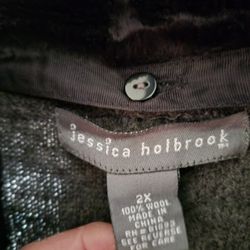 jessica holbrook
2X
100% WOOL
MADE IN
CHINA
SEE REVERSE
FOR CARE